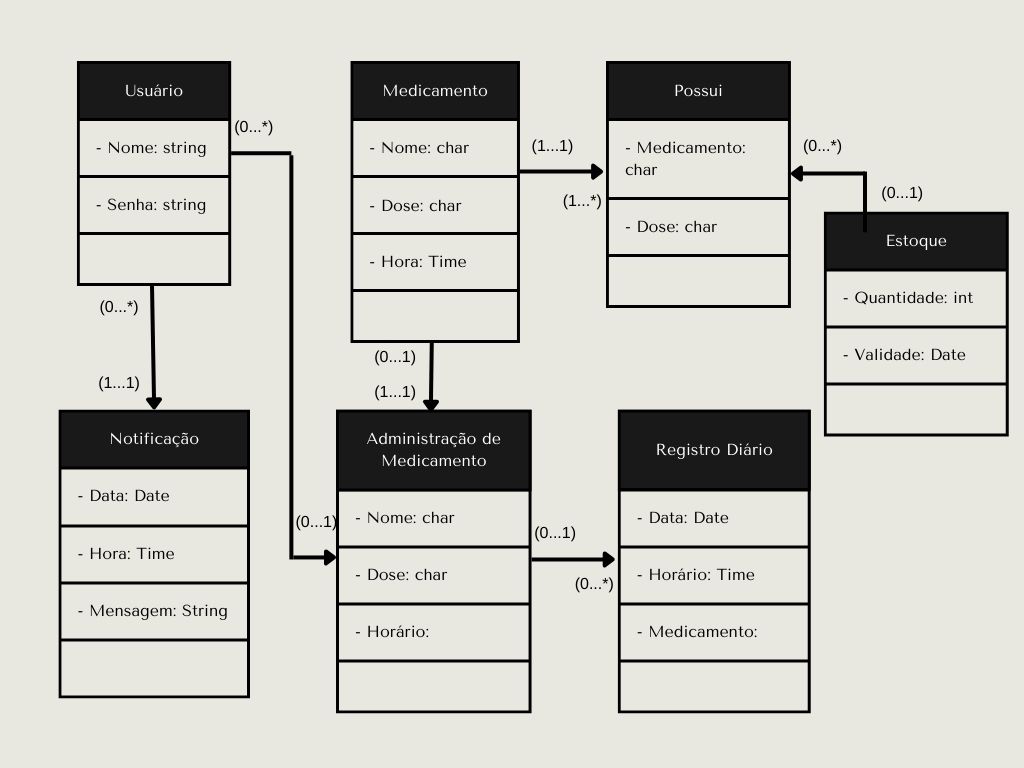 Usuário
- Nome: string
- Senha: string
(0...*)
(0...*)
(1...1)
Medicamento
- Nome: char
- Dose: char
- Hora: Time
(1...1)
(1...*)
(0...1)
(1...1)
Possui
- Medicamento:
char
- Dose: char
(0...*)
(0...1)
Estoque
- Quantidade: int
- Validade: Date
Notificação
- Data: Date
- Hora: Time
- Mensagem: String
(0...1)
Administração de
Medicamento
- Nome: char
- Dose: char
- Horário:
(0...1)
(0...*)
Registro Diário
- Data: Date
- Horário: Time
- Medicamento: